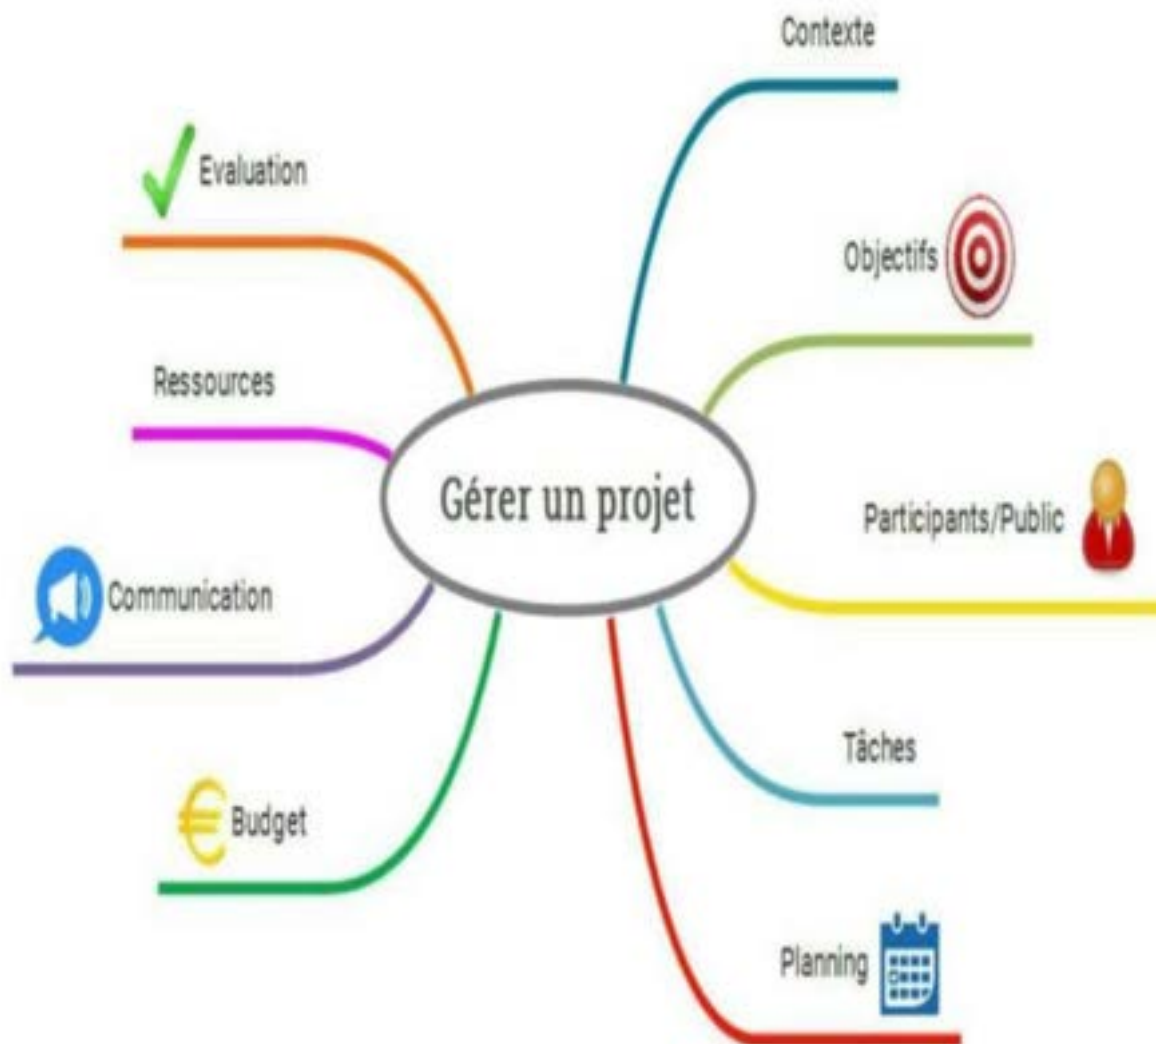 Contexte
Evaluation
Objectifs
Ressources
Gérer un projet
Participants/Public
Communication
Tâches
Budget
Planning